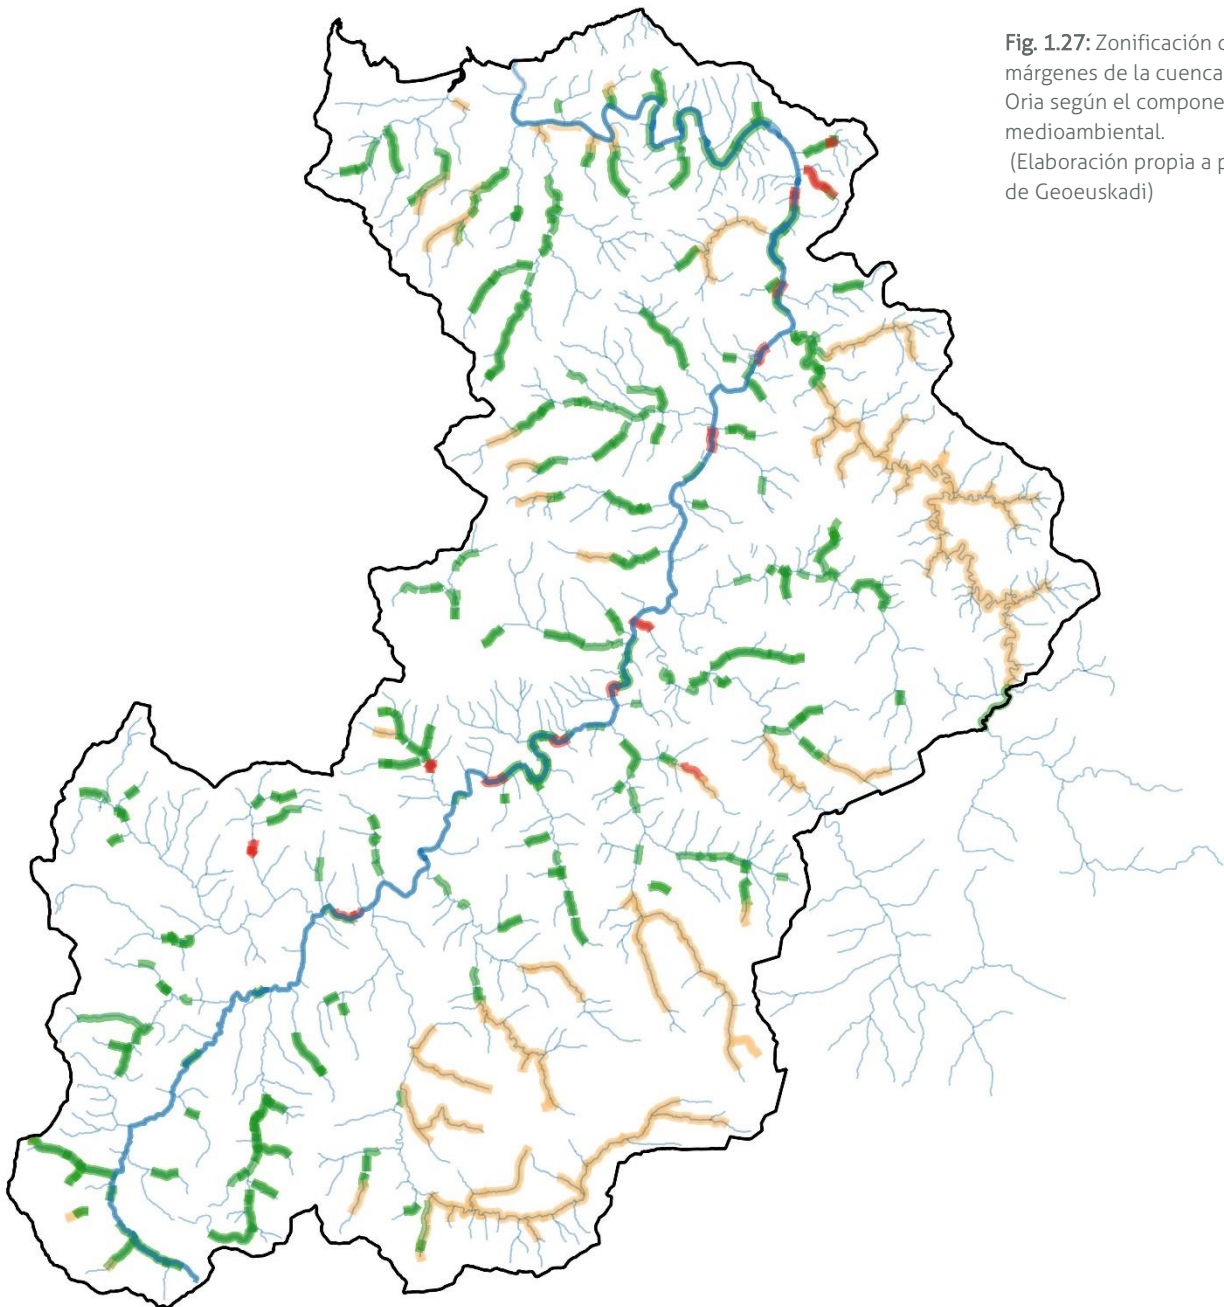 Fig. 1.27: Zonificación
márgenes de la cuenca
Oria según el
medioambiental.
(Elaboración propia a
de Geoeuskadi)